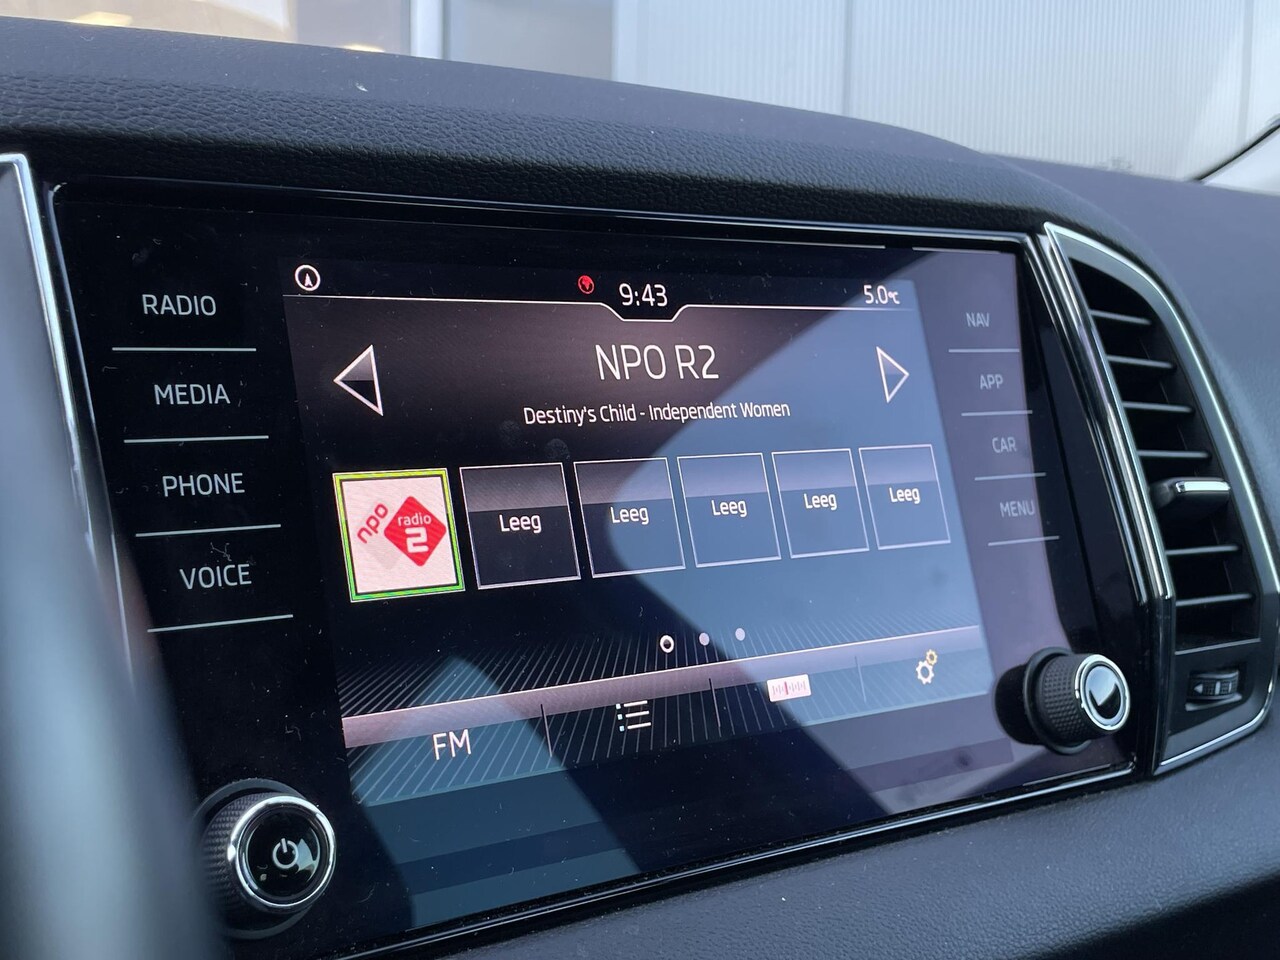 RADIO
MEDIA
PHONE
VOICE
9:43
5.0°C
NPO R2
Destiny's Child - Independent Women
npo radio 2
Leeg
Leeg
Leeg
Leeg
Leeg
FM
NAV
APP
CAR
MENU